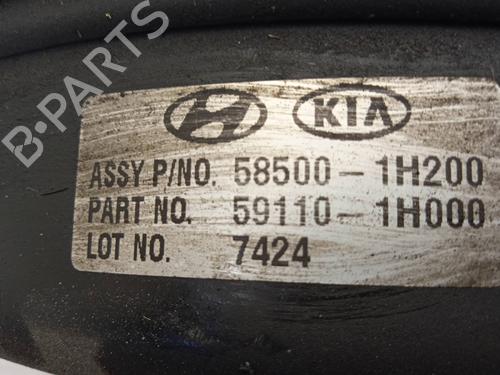 B-PARTS
KIA
ASSY P/NO. 58500-1H200
PART NO. 59110-1H000
LOT NO. 7424